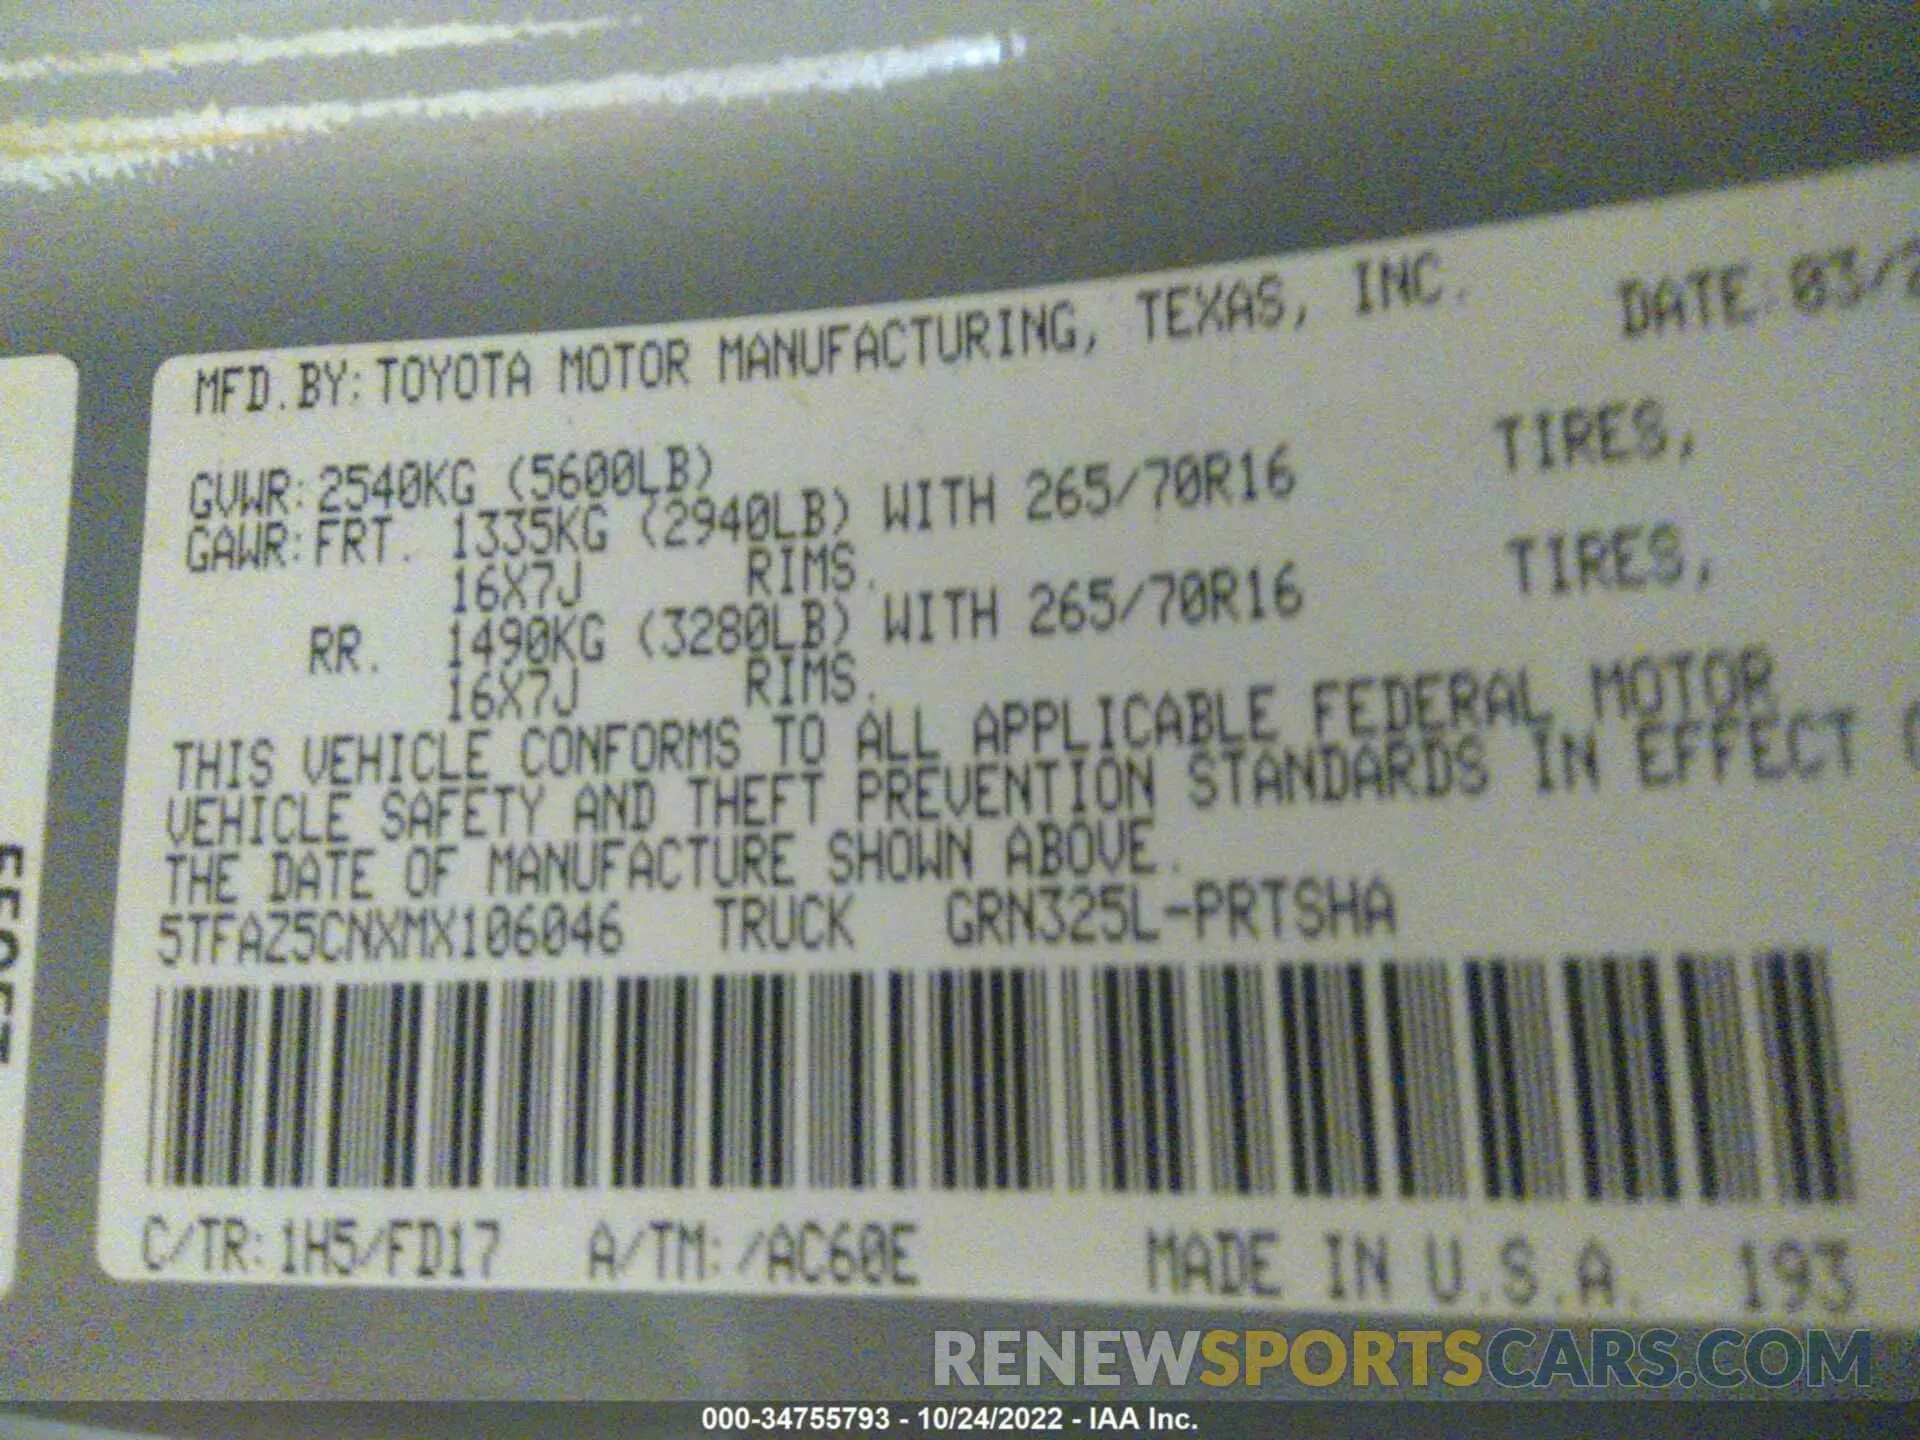 MFD.BY:TOYOTA MOTOR MANUFACTURING, TEXAS, INC. DATE:03/2
GVWR:2540KG (5600LB)
GAWR:FRT. 1335KG (2940LB) WITH 265/70R16 TIRES,
16X7J RIMS.
RR. 1490KG (3280LB) WITH 265/70R16 TIRES,
16X7J RIMS.
THIS VEHICLE CONFORMS TO ALL APPLICABLE FEDERAL MOTOR
VEHICLE SAFETY AND THEFT PREVENTION STANDARDS IN EFFECT
THE DATE OF MANUFACTURE SHOWN ABOVE.
5TFAZ5CNXMX106046 TRUCK GRN325L-PRTSHA
C/TR:1H5/FD17 A/TM:/AC60E MADE IN U.S.A. 193
RENEWSPORTSCARS.COM
000-34755793 - 10/24/2022 - IAA Inc.